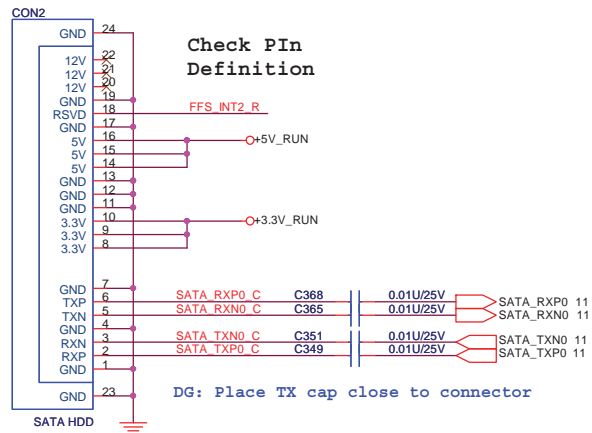 CON2
GND 24
Check PIn
Definition
12V 22
12V 21
12V 20
GND 19
RSVD 18 FFS_INT2_R
GND 17
5V 16 +5V_RUN
5V 15
5V 14
GND 13
GND 12
GND 11
3.3V 10 +3.3V_RUN
3.3V 9
3.3V 8
GND 7
TXP 6 SATA_RXP0_C C368 0.01U/25V SATA_RXP0 11
TXN 5 SATA_RXN0_C C365 0.01U/25V SATA_RXN0 11
GND 4
RXN 3 SATA_TXN0_C C351 0.01U/25V SATA_TXN0 11
RXP 2 SATA_TXP0_C C349 0.01U/25V SATA_TXP0 11
GND 1
GND 23
DG: Place TX cap close to connector
SATA HDD